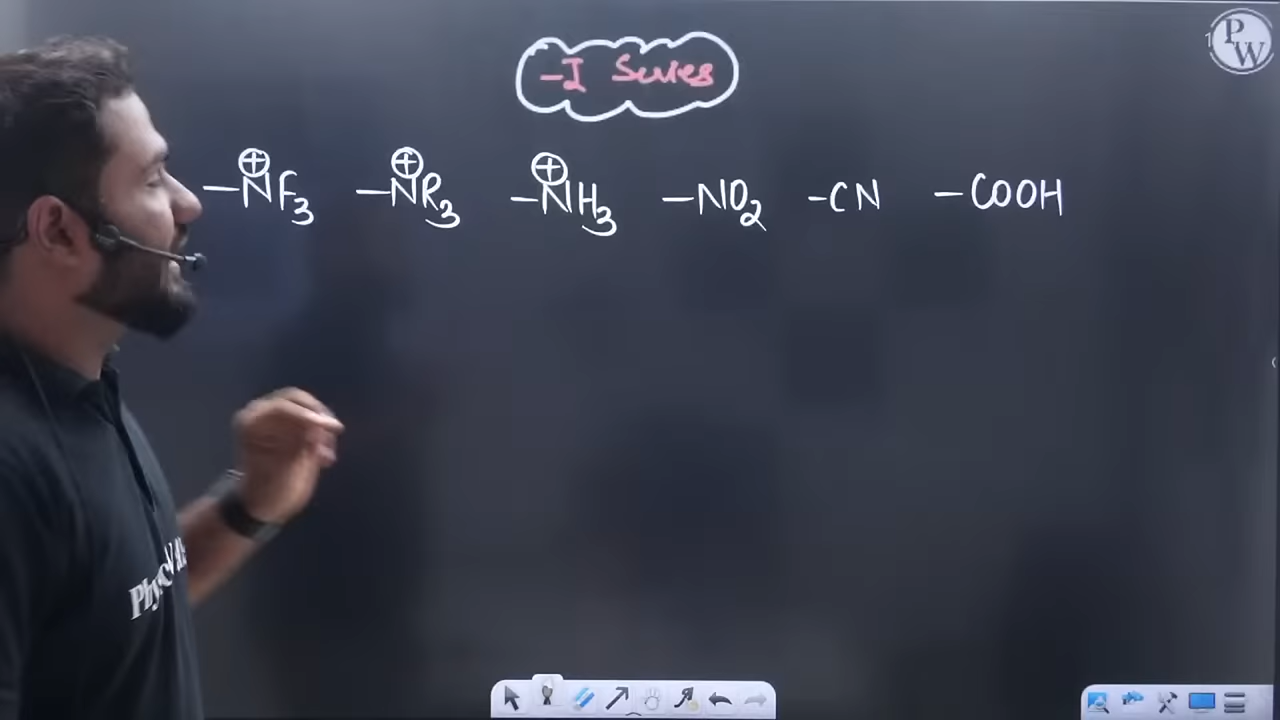 PW
-I Series
-N⊕F3 -N⊕R3 -N⊕H3 -NO2 -CN -COOH